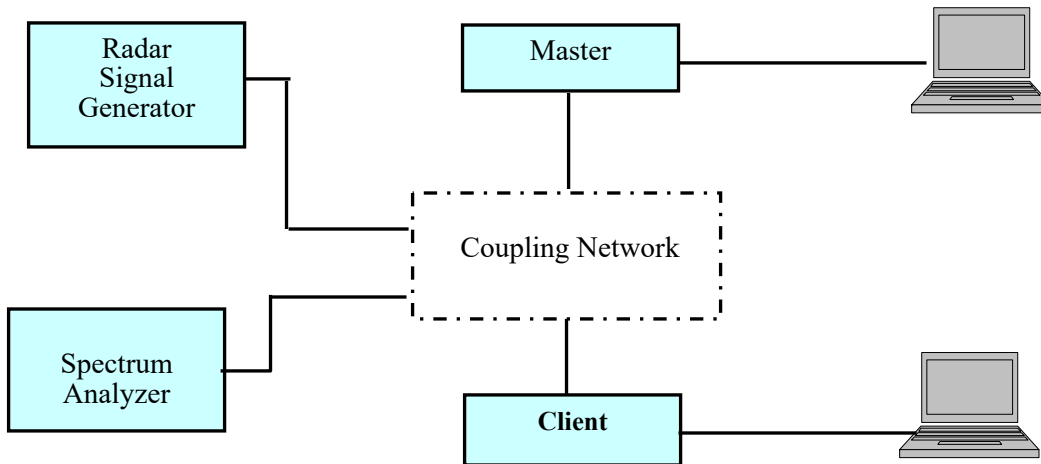 Radar
Signal
Generator
Master
Coupling Network
Spectrum
Analyzer
Client